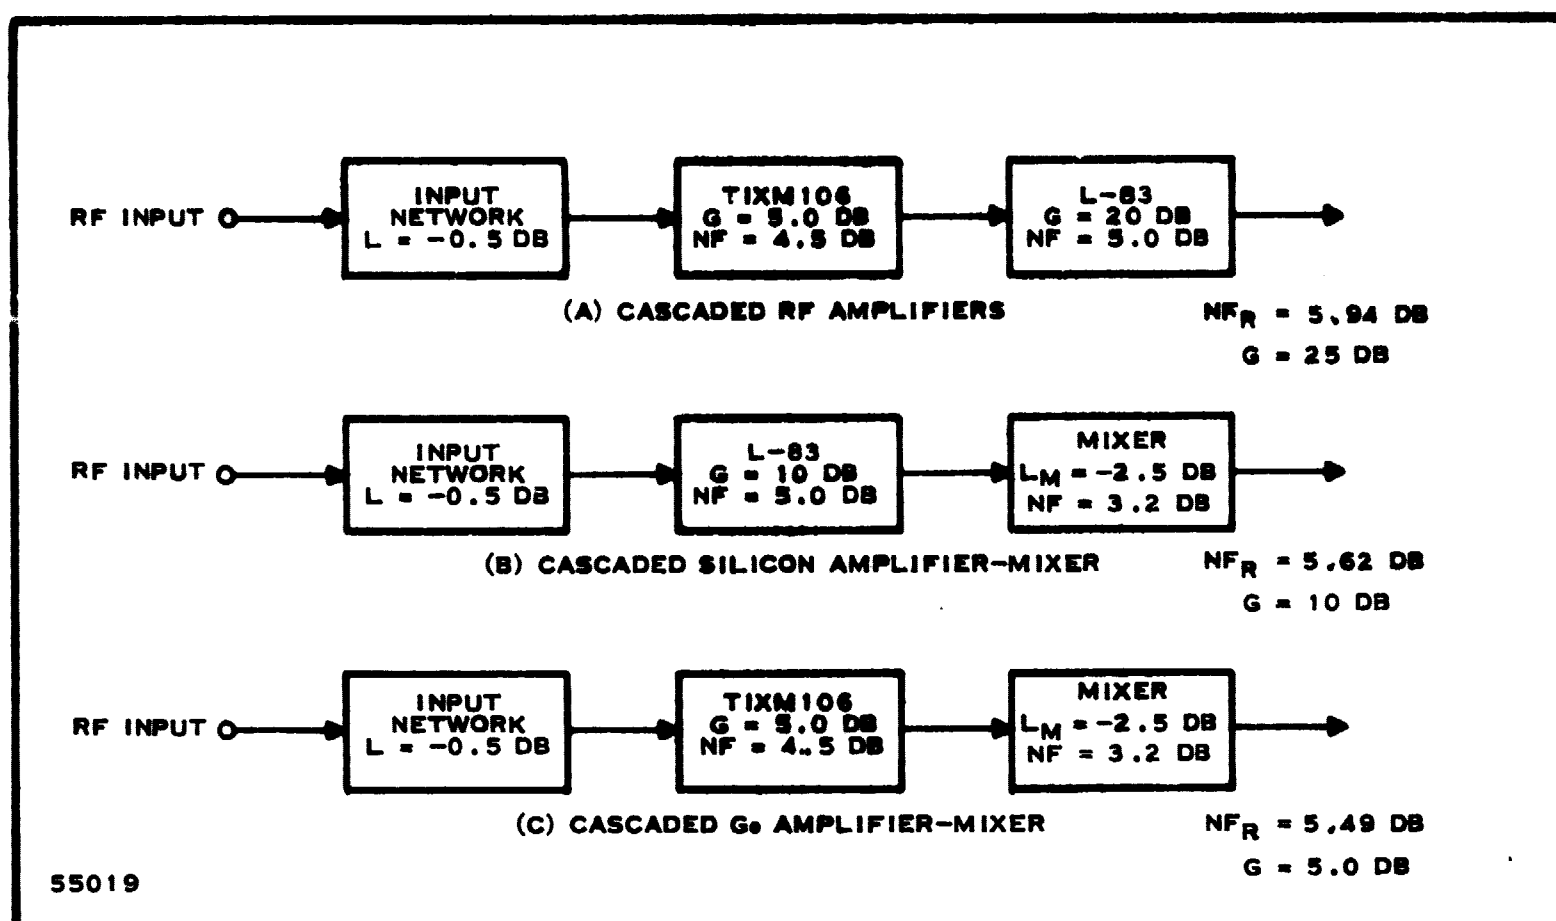 RF INPUT
INPUT
NETWORK
L = -0.5 DB
TIXM106
G = 5.0 DB
NF = 4.5 DB
L-83
G = 20 DB
NF = 5.0 DB
(A) CASCADED RF AMPLIFIERS
NFR = 5.94 DB
G = 25 DB
RF INPUT
INPUT
NETWORK
L = -0.5 DB
L-83
G = 10 DB
NF = 5.0 DB
MIXER
LM = -2.5 DB
NF = 3.2 DB
(B) CASCADED SILICON AMPLIFIER-MIXER
NFR = 5.62 DB
G = 10 DB
RF INPUT
INPUT
NETWORK
L = -0.5 DB
TIXM106
G = 5.0 DB
NF = 4.5 DB
MIXER
LM = -2.5 DB
NF = 3.2 DB
(C) CASCADED Ge AMPLIFIER-MIXER
NFR = 5.49 DB
G = 5.0 DB
55019